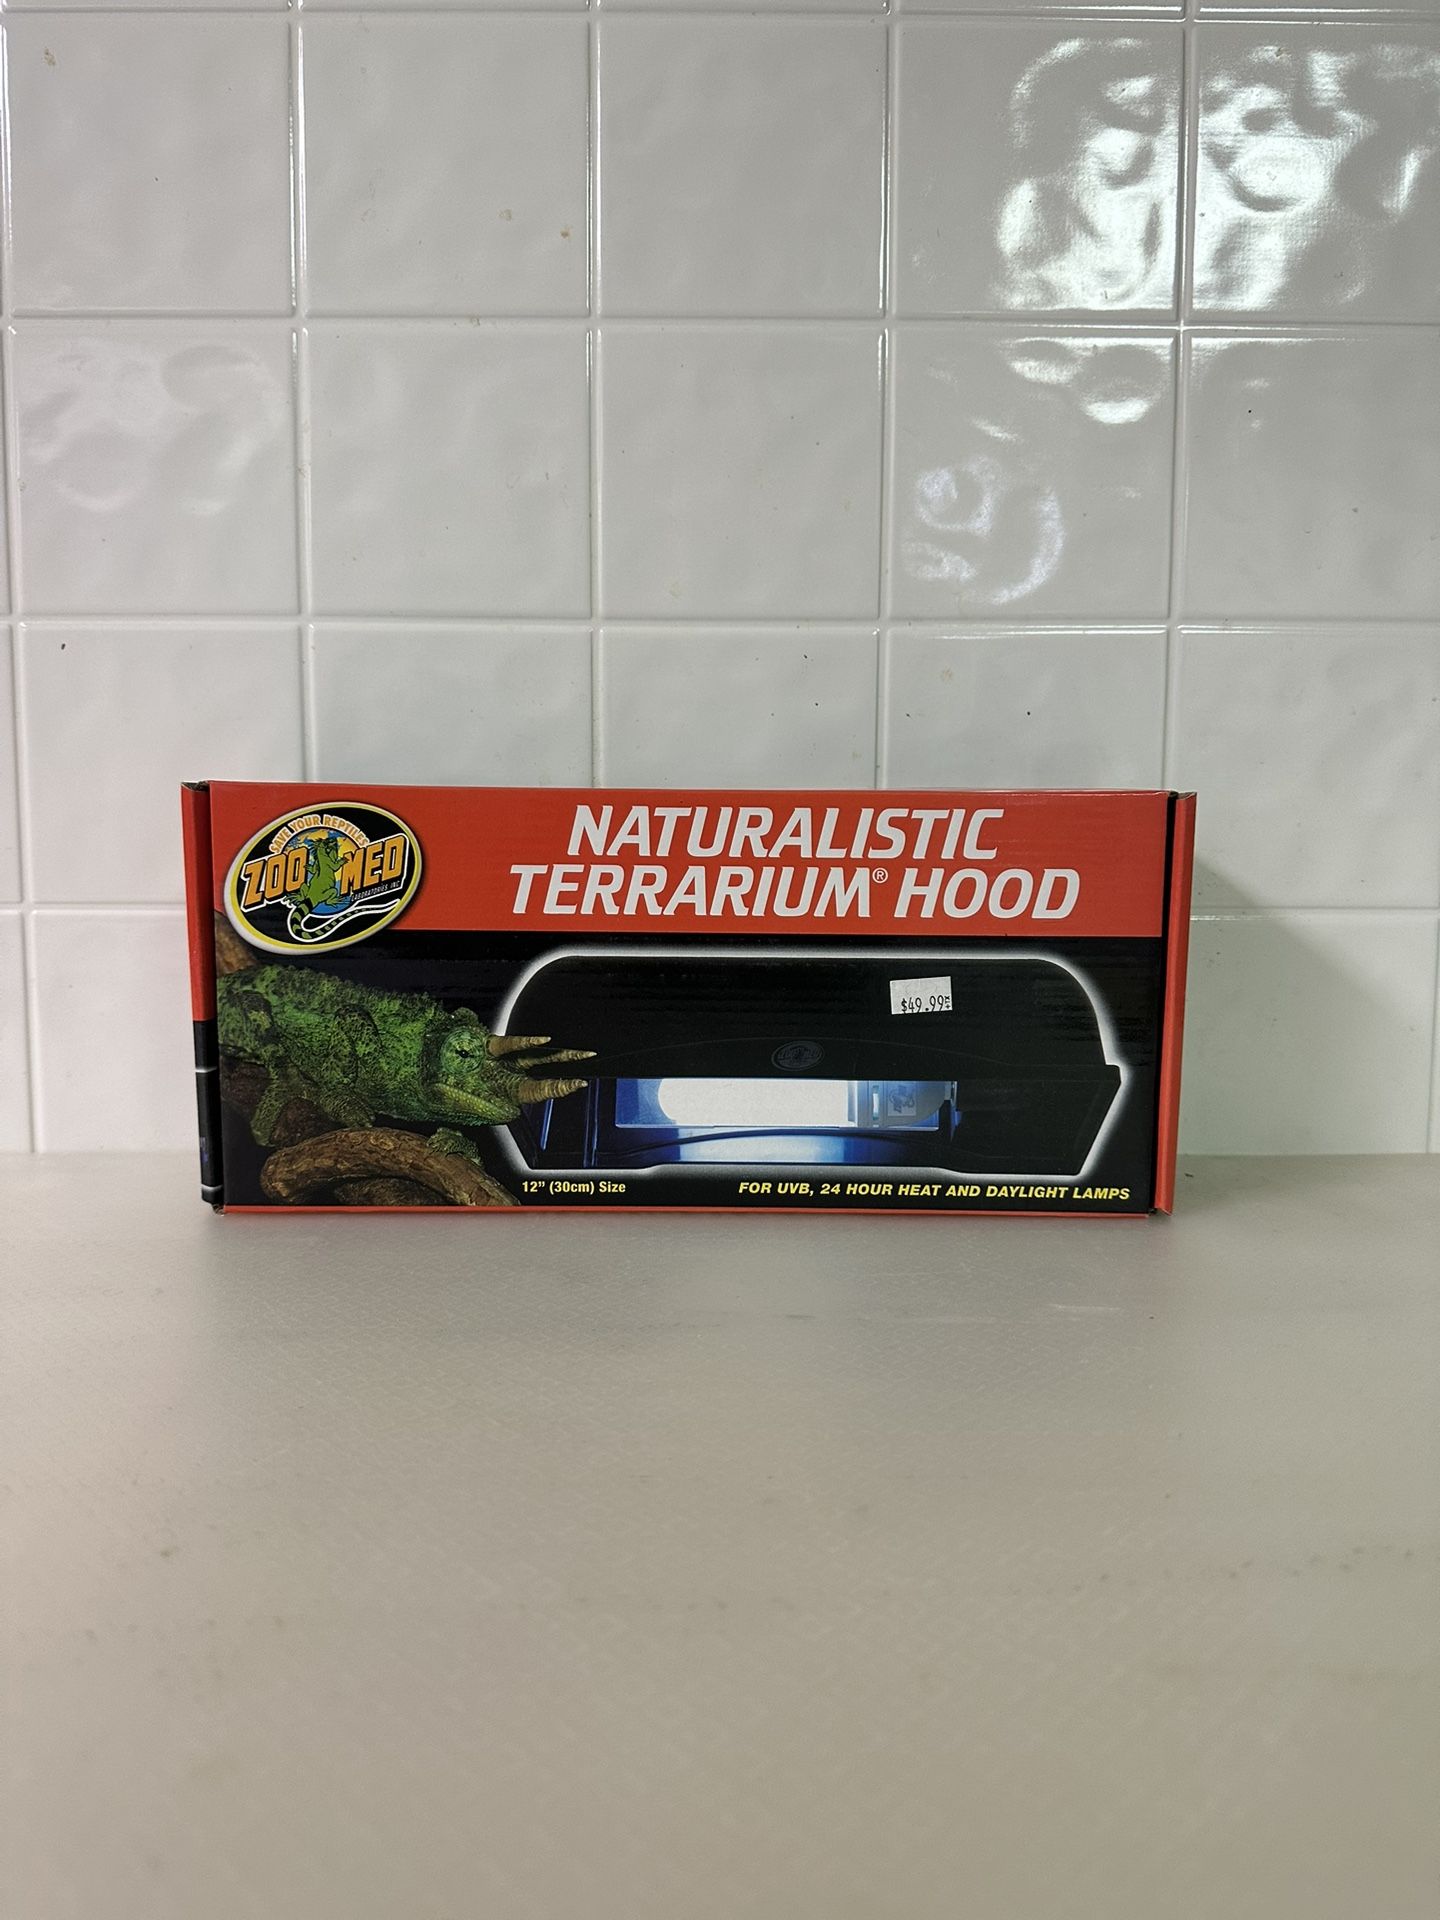 SAVE YOUR REPTILES
ZOO MED
LABORATORIES INC
NATURALISTIC
TERRARIUM® HOOD
$49.99
12" (30cm) Size
FOR UVB, 24 HOUR HEAT AND DAYLIGHT LAMPS